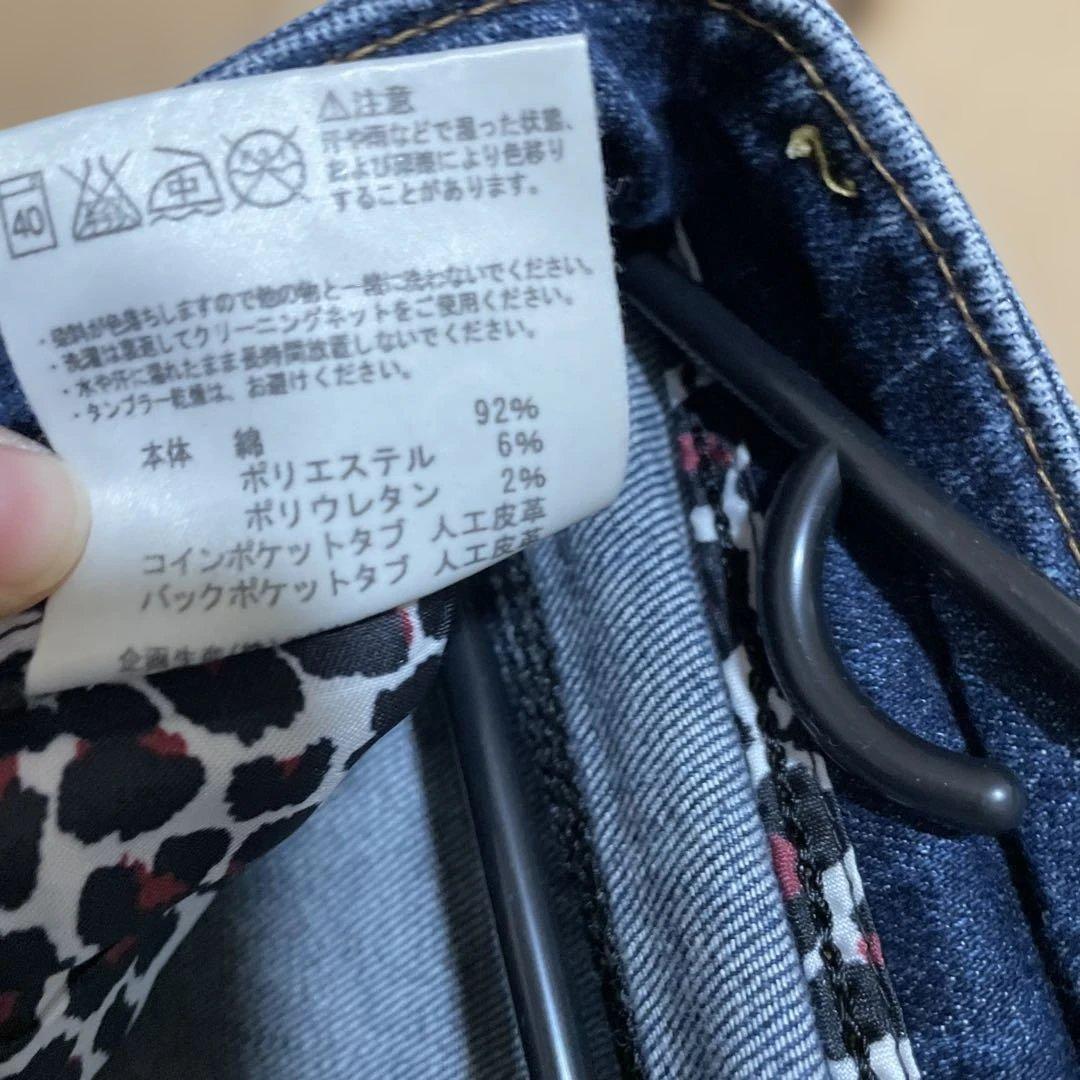 ⚠注意
汗や雨などで湿った状態、
および摩擦により色移り
することがあります。
40
エンソ
中
・染料が色落ちしますので他の物と一緒に洗わないでください。
・洗濯は裏返してクリーニングネットをご使用ください。
・水や汗に濡れたまま長時間放置しないでください。
・タンブラー乾燥は、お避けください。
本体 綿 92%
ポリエステル 6%
ポリウレタン 2%
コインポケットタブ 人工皮革
バックポケットタブ 人工皮革
企画生産